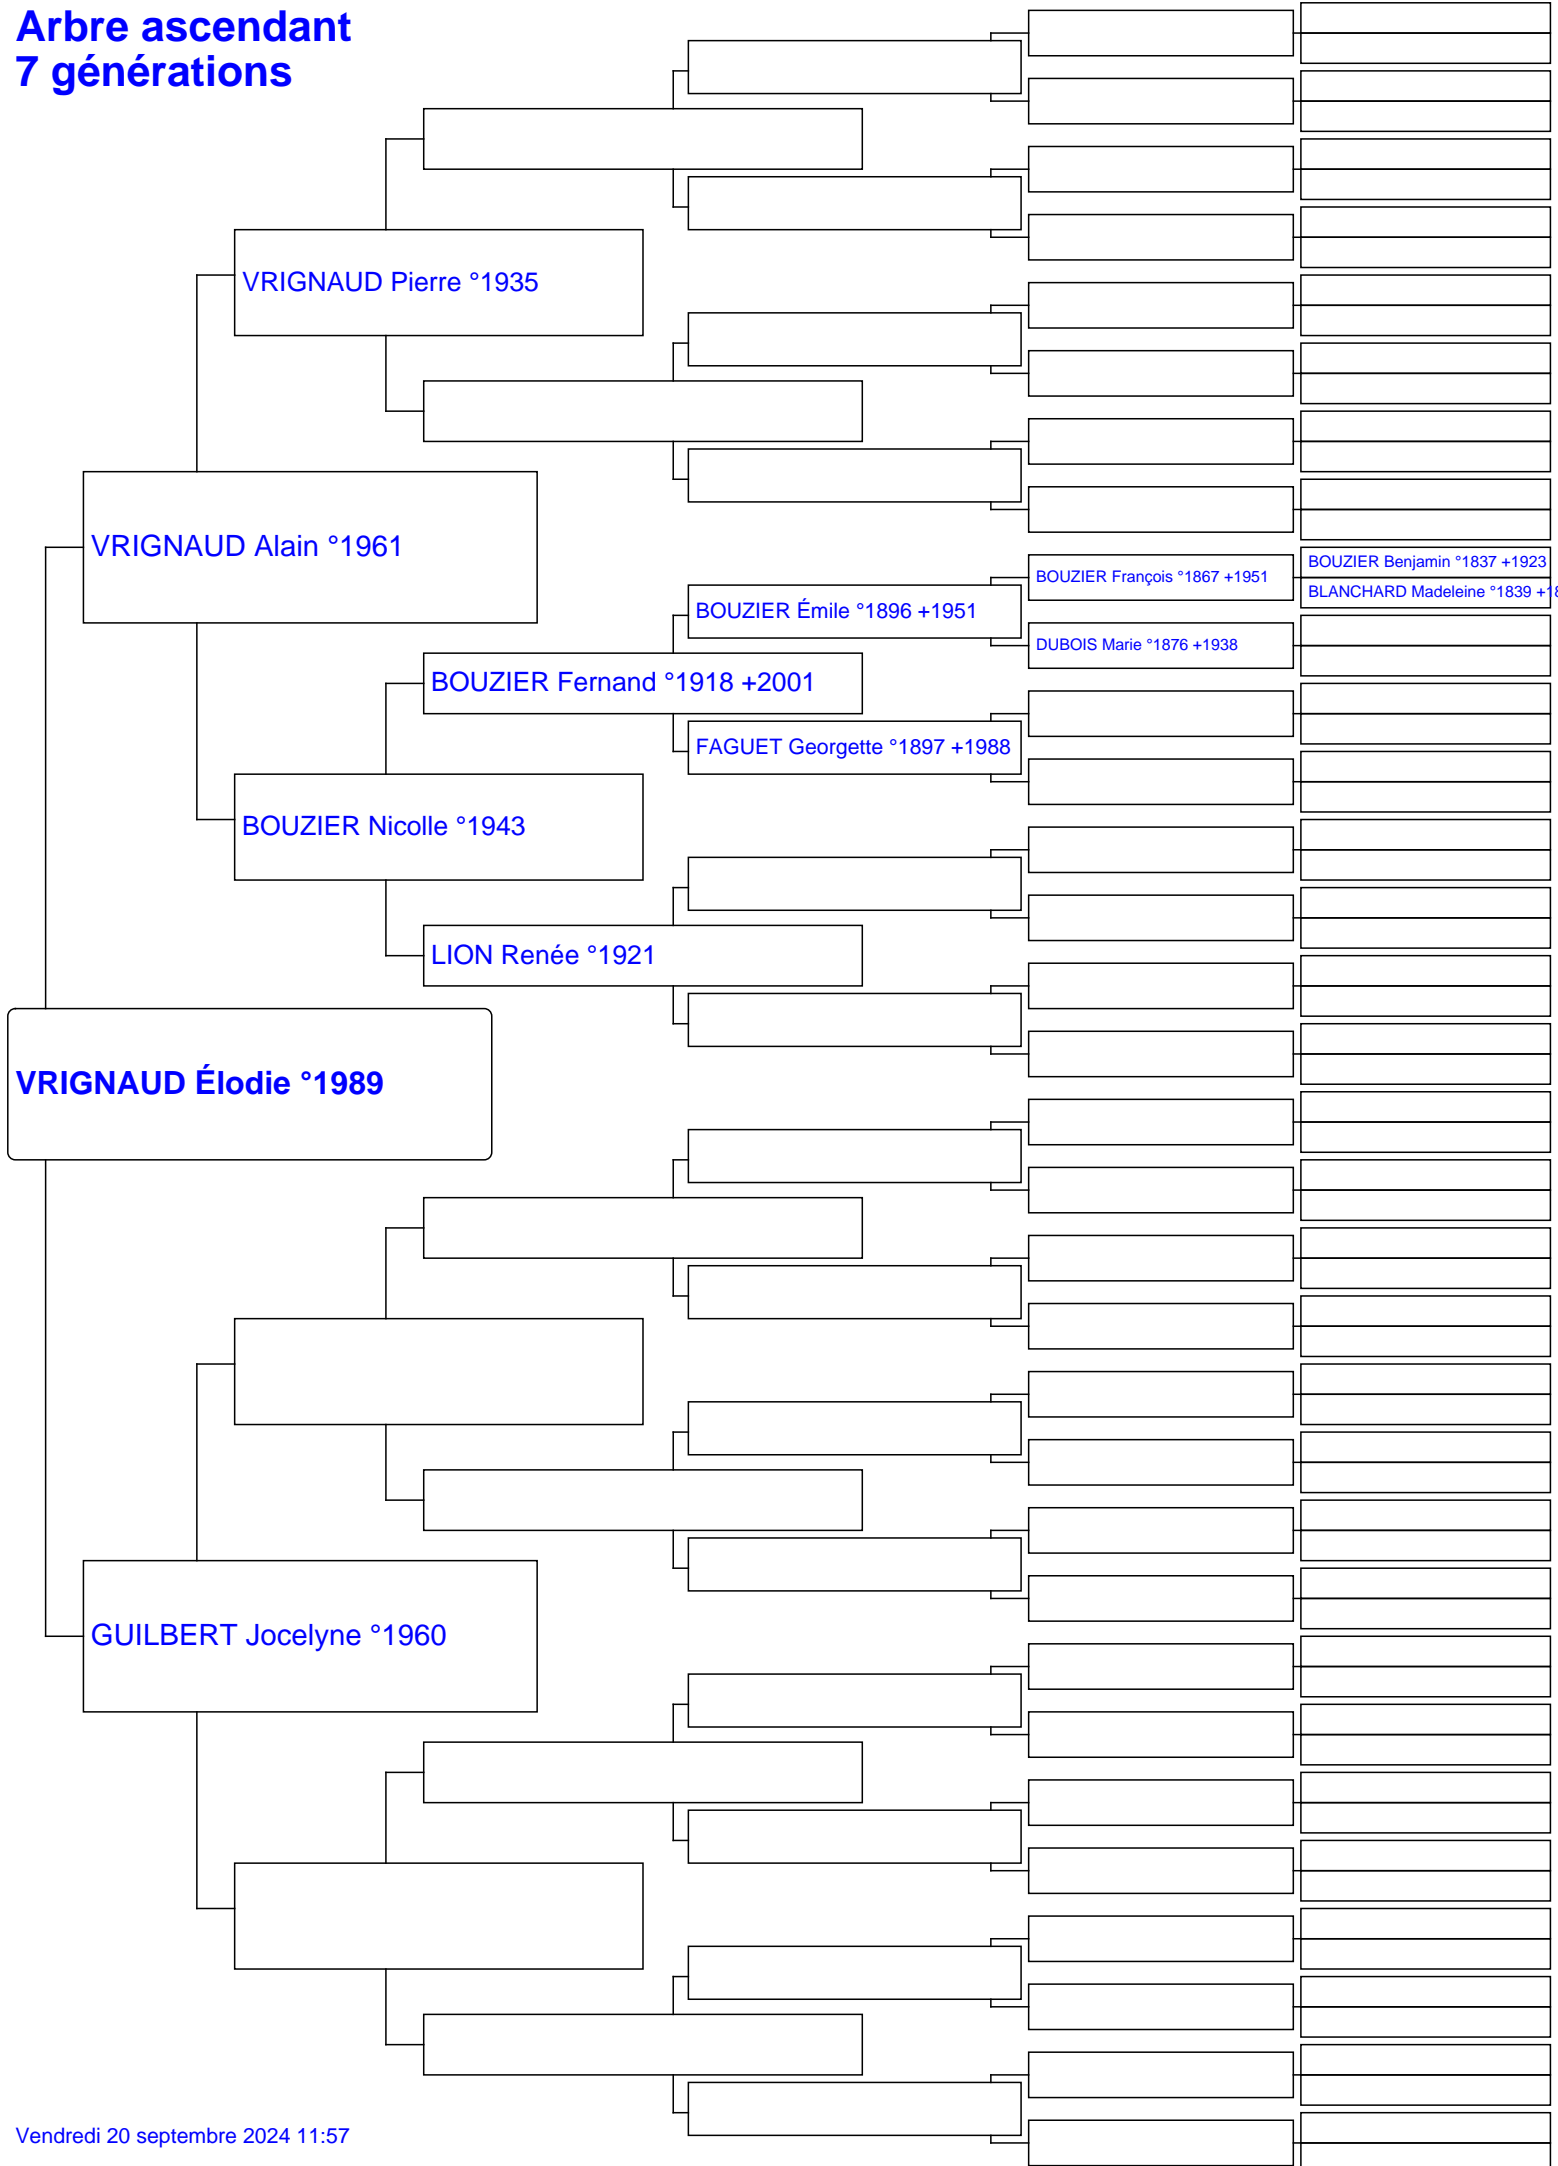 Arbre ascendant
7 générations
VRIGNAUD Pierre °1935
VRIGNAUD Alain °1961
BOUZIER Benjamin °1837 +1923
BOUZIER François °1867 +1951
BLANCHARD Madeleine °1839
BOUZIER Émile °1896 +1951
DUBOIS Marie °1876 +1938
BOUZIER Fernand °1918 +2001
FAGUET Georgette °1897 +1988
BOUZIER Nicolle °1943
LION Renée °1921
VRIGNAUD Élodie °1989
GUILBERT Jocelyne °1960
Vendredi 20 septembre 2024 11:57